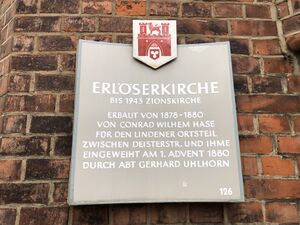 ERLÖSERKIRCHE
BIS 1943 ZIONSKIRCHE
ERBAUT VON 1878-1880
VON CONRAD WILHEM HASE
FÜR DEN LINDENER ORTSTEIL
ZWISCHEN DEISTERSTR. UND IHME
EINGEWEIHT AM 1. ADVENT 1880
DURCH ABT GERHARD UHLHORN
126